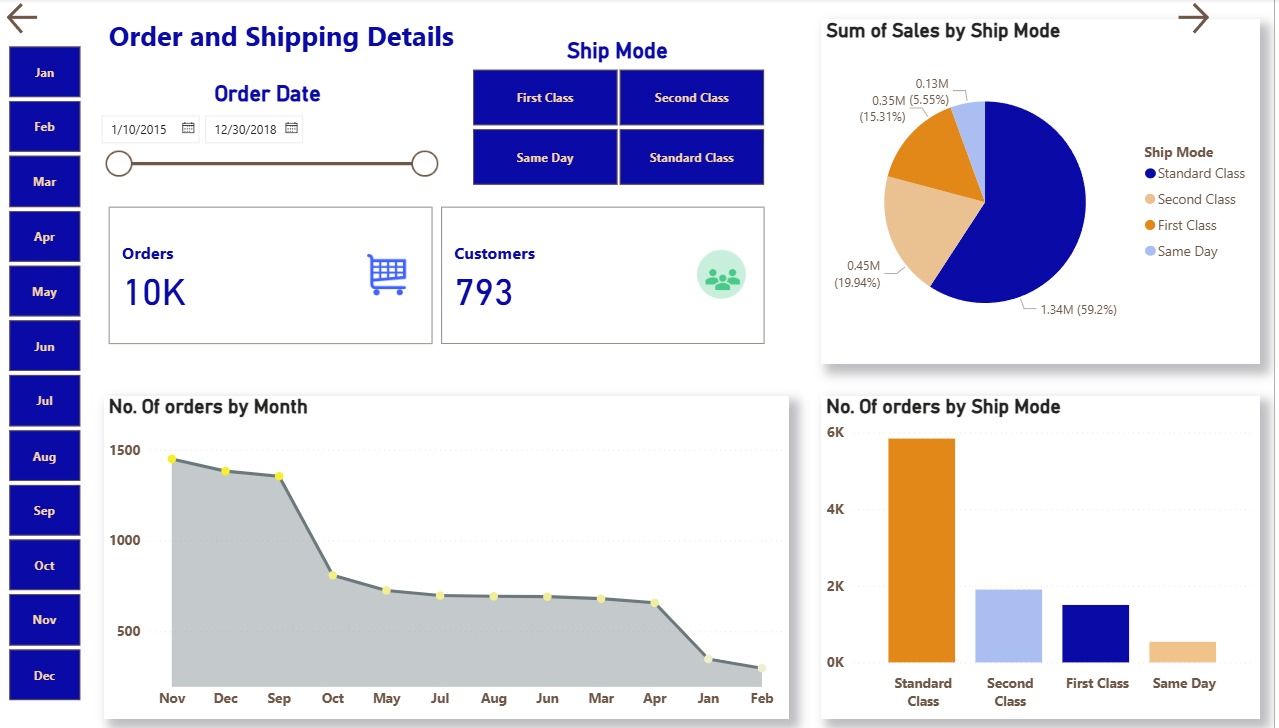 Order and Shipping Details
Jan
Feb
Mar
Apr
May
Jun
Jul
Aug
Sep
Oct
Nov
Dec
Order Date
1/10/2015
12/30/2018
Ship Mode
First Class
Second Class
Same Day
Standard Class
Orders
10K
Customers
793
Sum of Sales by Ship Mode
0.13M
(5.55%)
0.35M
(15.31%)
0.45M
(19.94%)
1.34M (59.2%)
Ship Mode
Standard Class
Second Class
First Class
Same Day
No. Of orders by Month
1500
1000
500
Nov Dec Sep Oct May Jul Aug Jun Mar Apr Jan Feb
No. Of orders by Ship Mode
6K
4K
2K
0K
Standard
Class
Second
Class
First Class
Same Day